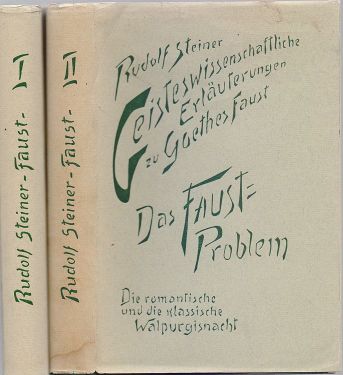 Rudolf Steiner-Faust-I
Rudolf Steiner-Faust-II
Rudolf Steiner
Geisteswissenschaftliche
Erläuterungen
zu Goethes Faust
Das FAUST=
Problem
Die romantische
und die klassische
Walpurgisnacht